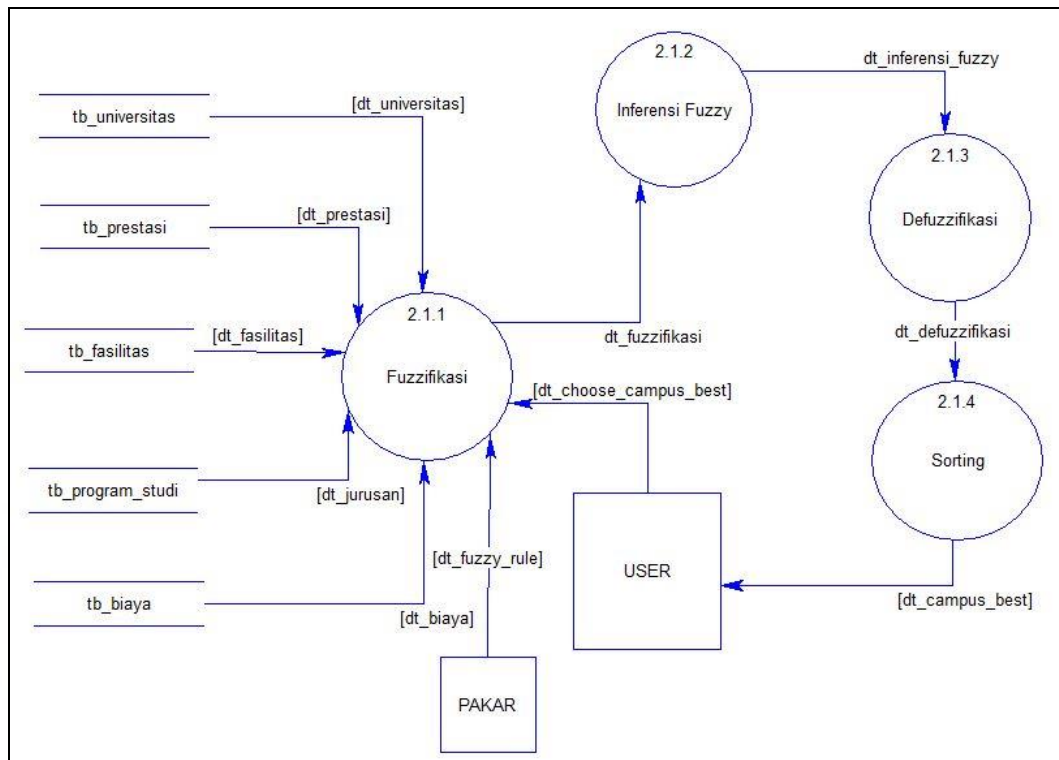 2.1.2
Inferensi Fuzzy
dt_inferensi_fuzzy
tb_universitas
[dt_universitas]
2.1.3
Defuzzifikasi
tb_prestasi
[dt_prestasi]
2.1.1
Fuzzifikasi
dt_fuzzifikasi
dt_defuzzifikasi
tb_fasilitas
[dt_fasilitas]
[dt_choose_campus_best]
2.1.4
Sorting
tb_program_studi
[dt_jurusan]
[dt_fuzzy_rule]
USER
tb_biaya
[dt_biaya]
[dt_campus_best]
PAKAR